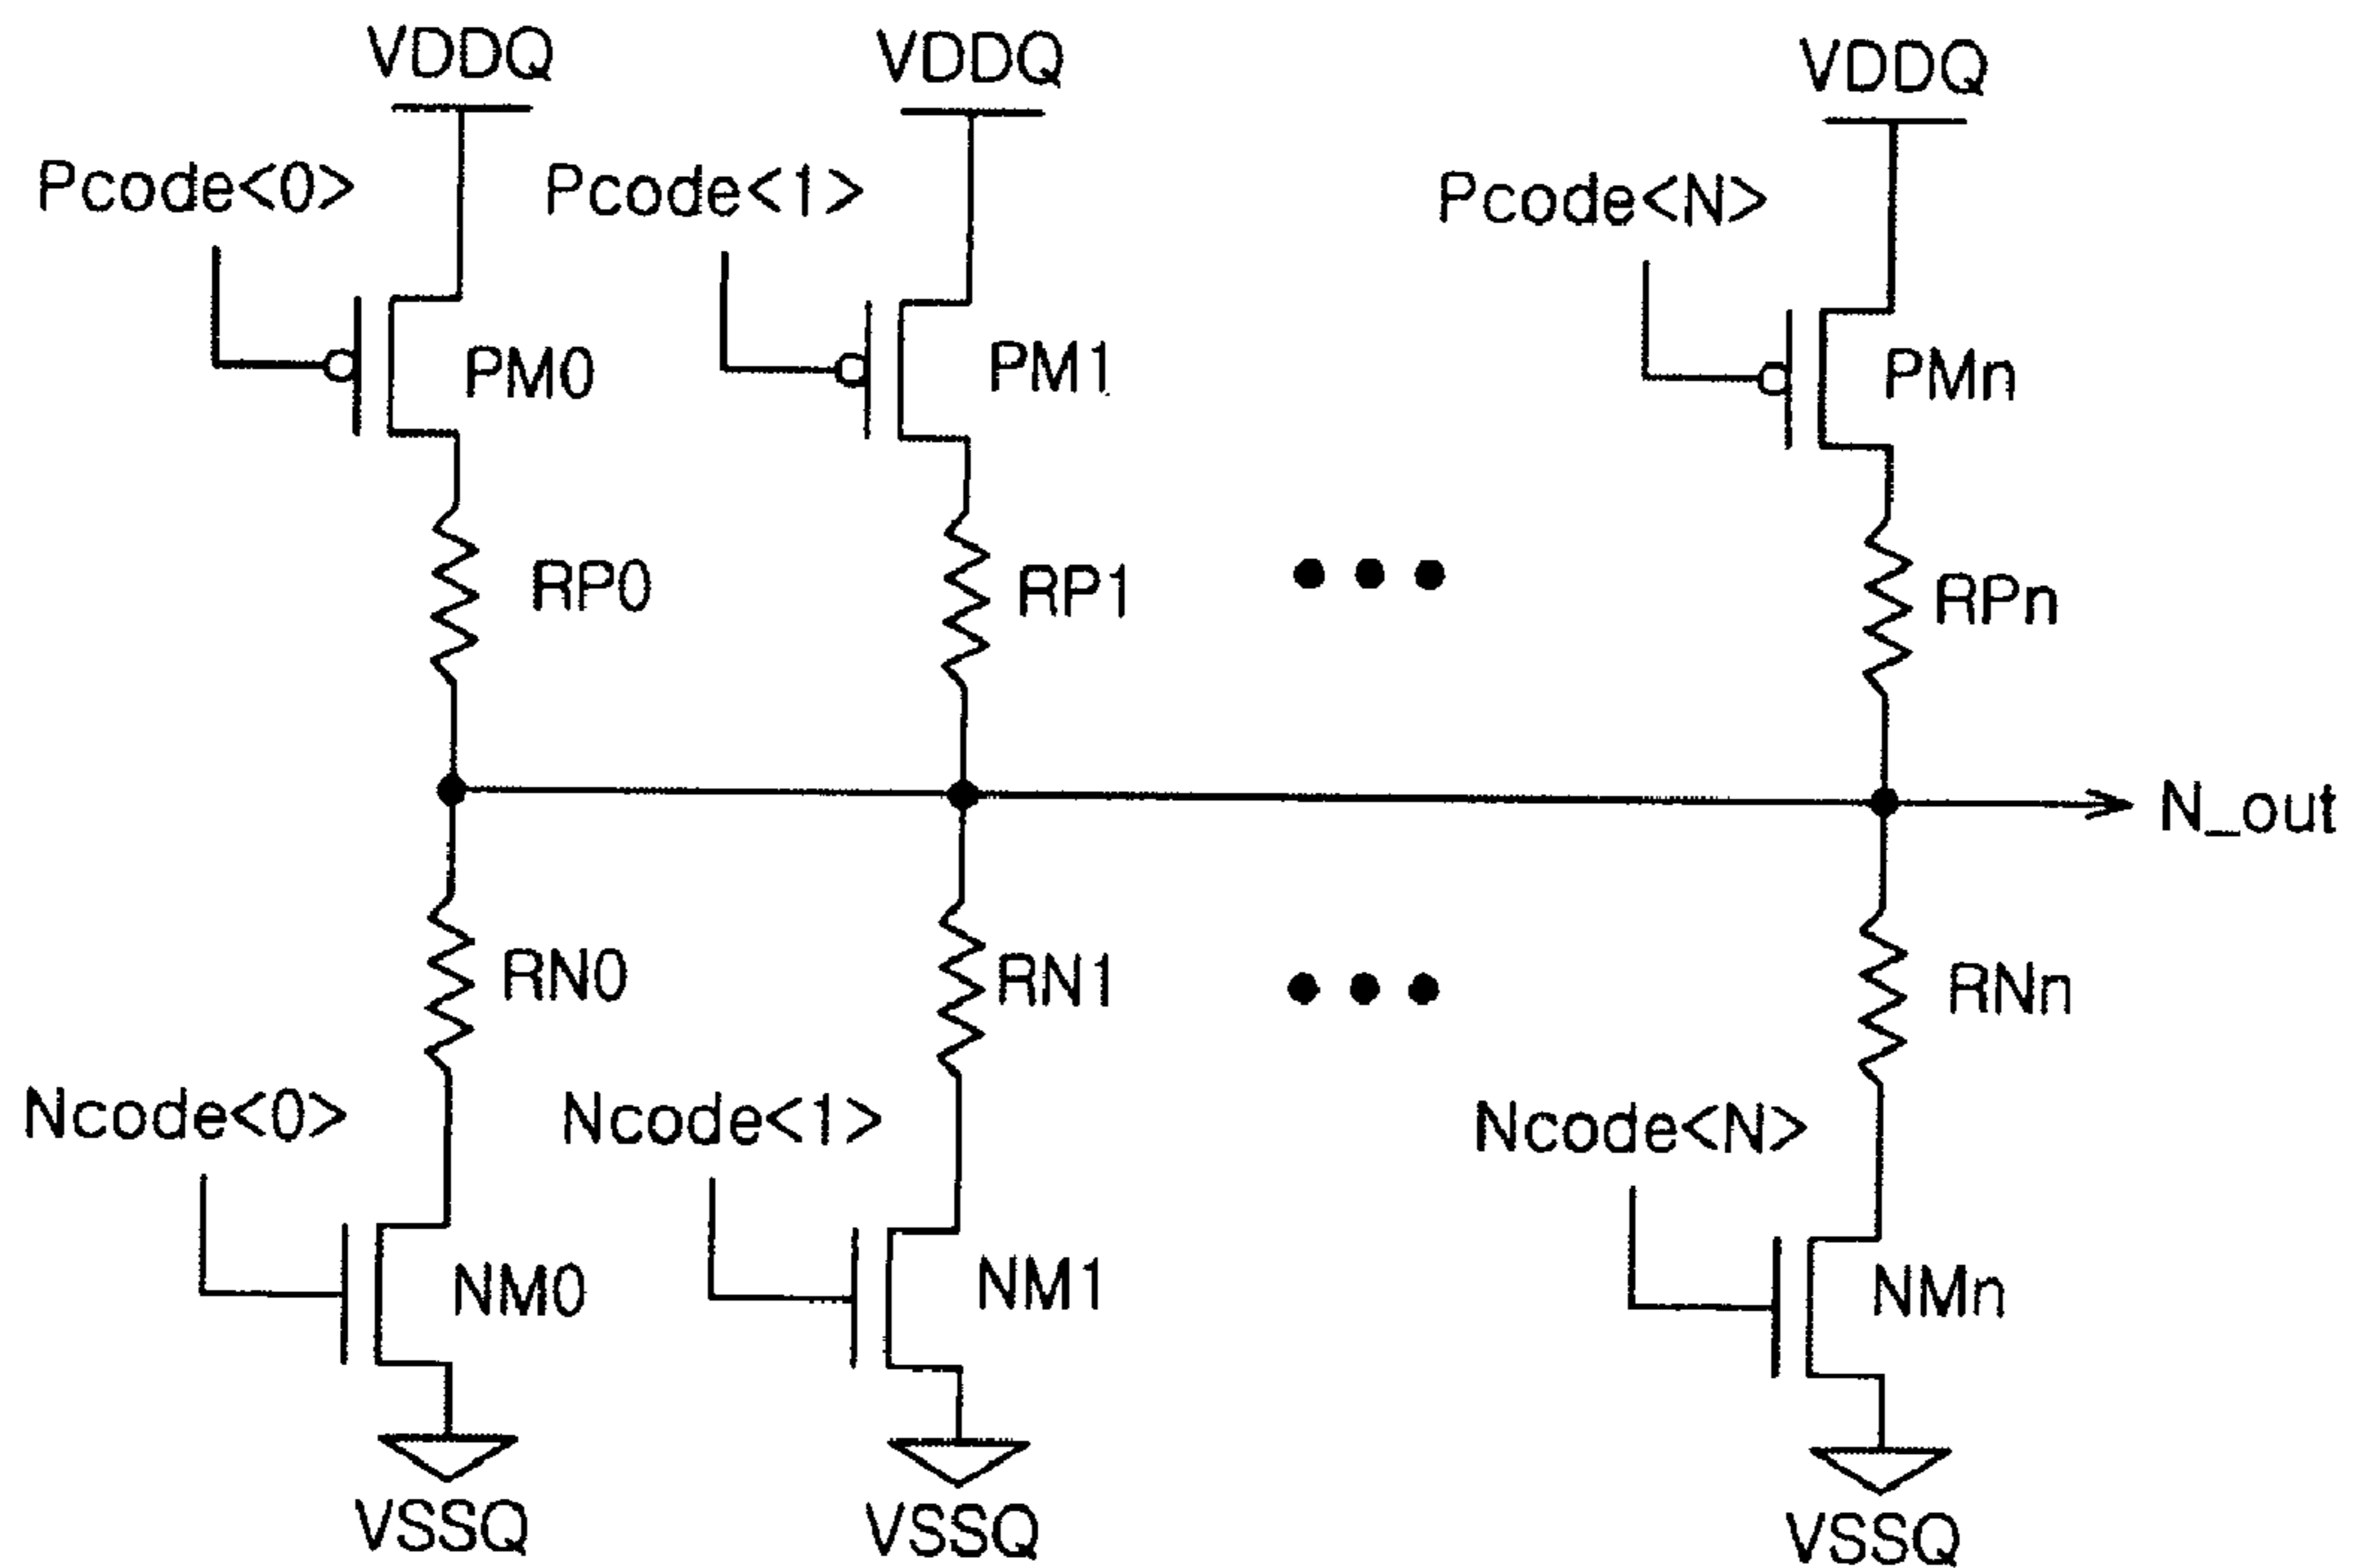 VDDQ VDDQ VDDQ
Pcode<0> Pcode<1> Pcode<N>
PM0 PM1 PMn
RP0 RP1 RPn
N_out
RN0 RN1 RNn
Ncode<0> Ncode<1> Ncode<N>
NM0 NM1 NMn
VSSQ VSSQ VSSQ